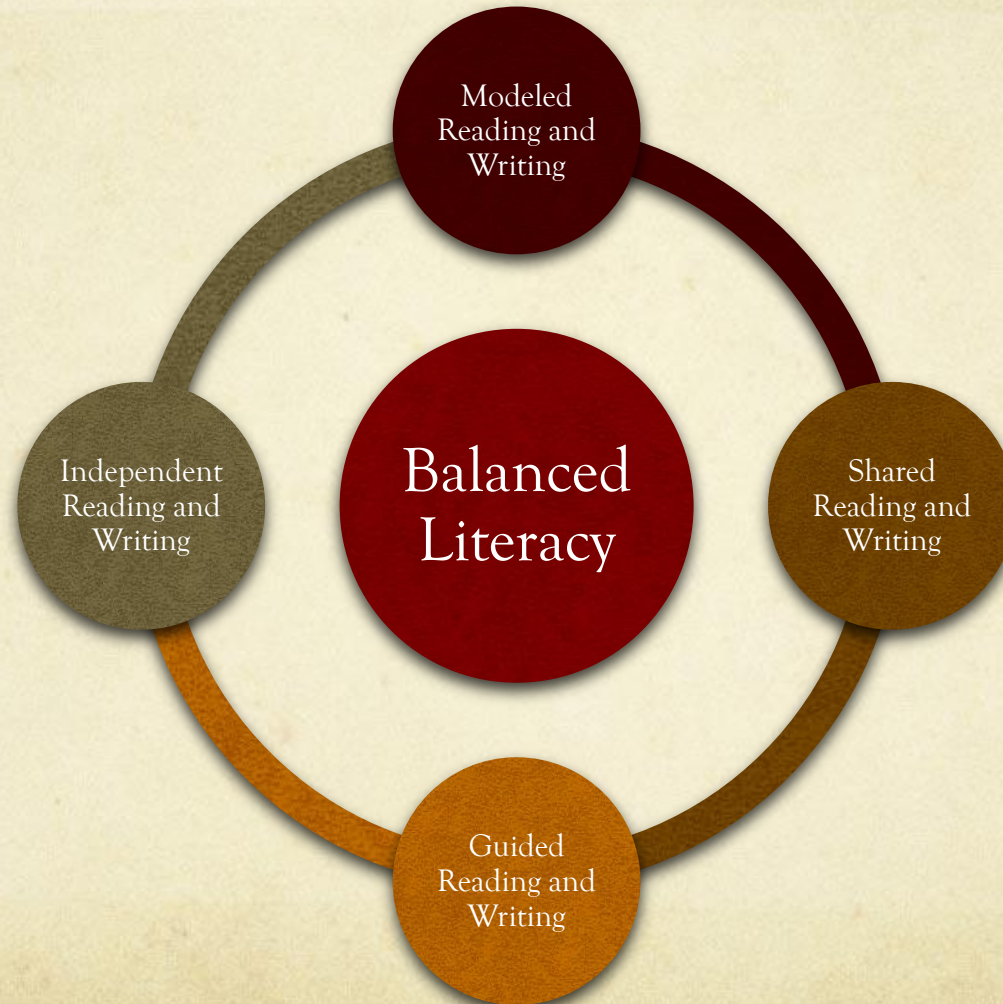 Modeled
Reading and
Writing
Independent
Reading and
Writing
Balanced
Literacy
Shared
Reading and
Writing
Guided
Reading and
Writing